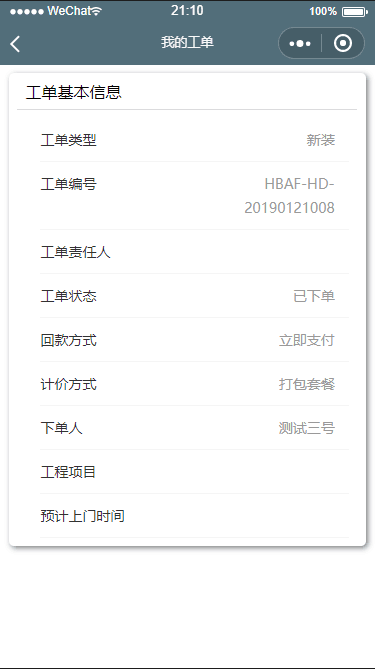 WeChat 21:10 100%
我的工单
工单基本信息
工单类型 新装
工单编号 HBAF-HD-
20190121008
工单责任人
工单状态 已下单
回款方式 立即支付
计价方式 打包套餐
下单人 测试三号
工程项目
预计上门时间